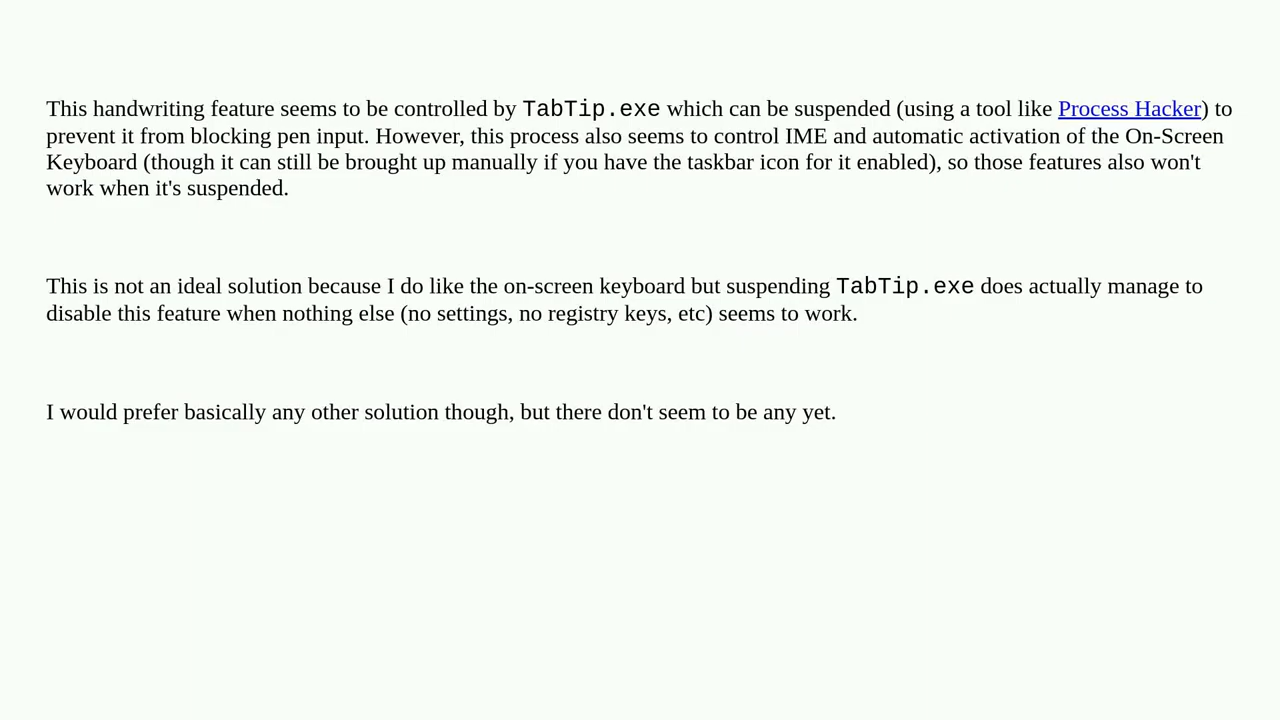 This handwriting feature seems to be controlled by TabTip.exe which can be suspended (using a tool like Process Hacker) to
prevent it from blocking pen input. However, this process also seems to control IME and automatic activation of the On-Screen
Keyboard (though it can still be brought up manually if you have the taskbar icon for it enabled), so those features also won't
work when it's suspended.
This is not an ideal solution because I do like the on-screen keyboard but suspending TabTip.exe does actually manage to
disable this feature when nothing else (no settings, no registry keys, etc) seems to work.
I would prefer basically any other solution though, but there don't seem to be any yet.